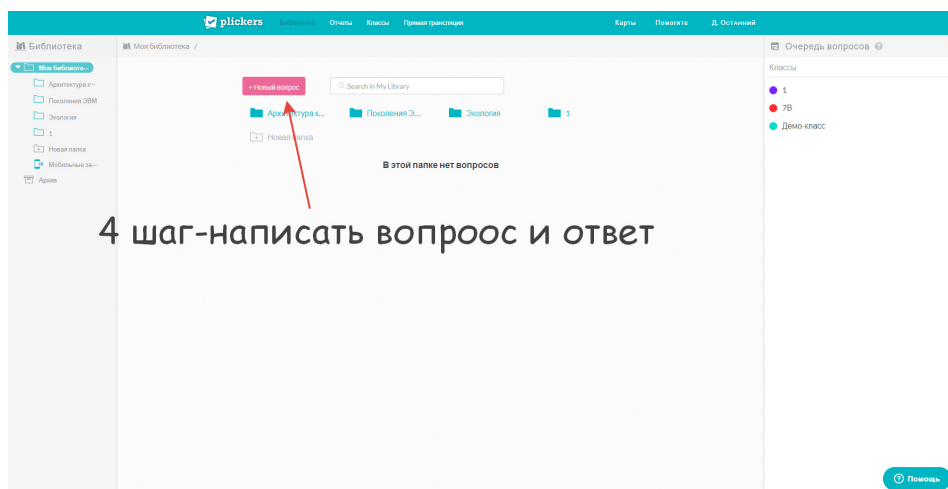 plickers Библиотека Отчеты Классы Прямая трансляция Карты Помогите Д. Останний
Библиотека
Моя библиотека /
Очередь вопросов
Моя библиоте...
Архитектура к...
Поколения ЭВМ
Экология
1
Новая папка
Мобильные за...
Архив
+ Новый вопрос
Search in My Library
Архитектура к...
Поколения Э...
Экология
1
Новая папка
В этой папке нет вопросов
4 шаг-написать вопроос и ответ
Классы
1
7В
Демо-класс
Помощь